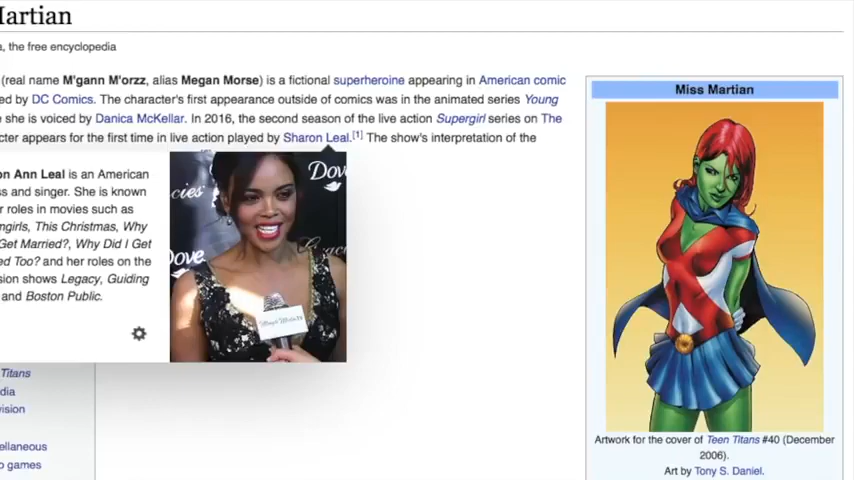 Martian
, the free encyclopedia
(real name M'gann M'orzz, alias Megan Morse) is a fictional superheroine appearing in American comic
ed by DC Comics. The character's first appearance outside of comics was in the animated series Young
e she is voiced by Danica McKellar. In 2016, the second season of the live action Supergirl series on The
cter appears for the first time in live action played by Sharon Leal.[1] The show's interpretation of the
on Ann Leal is an American
ss and singer. She is known
r roles in movies such as
mgirls, This Christmas, Why
Get Married?, Why Did I Get
ed Too? and her roles on the
sion shows Legacy, Guiding
and Boston Public.
Dove
Dove
Titans
dia
vision
ellaneous
o games
Miss Martian
Artwork for the cover of Teen Titans #40 (December
2006).
Art by Tony S. Daniel.